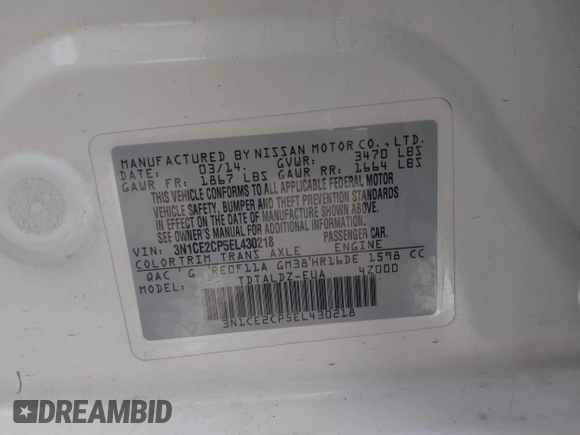 MANUFACTURED BY NISSAN MOTOR CO., LTD.
DATE: 03/14. GVWR: 3470 LBS
GAWR FR: 1867 LBS GAWR RR: 1664 LBS
THIS VEHICLE CONFORMS TO ALL APPLICABLE FEDERAL MOTOR
VEHICLE SAFETY, BUMPER AND THEFT PREVENTION STANDARDS
IN EFFECT ON THE DATE OF MANUFACTURE SHOWN ABOVE.
SEE OWNER'S MANUAL FOR ADDITIONAL INFORMATION.
VIN: 3N1CE2CP5EL430218 PASSENGER CAR.
COLOR TRIM TRANS AXLE ENGINE
QAC G RE0F11A GM38 HR16DE 1598 CC
MODEL: TDTALDZ-EUA 4Z000
3N1CE2CP5EL430218
DREAMBID